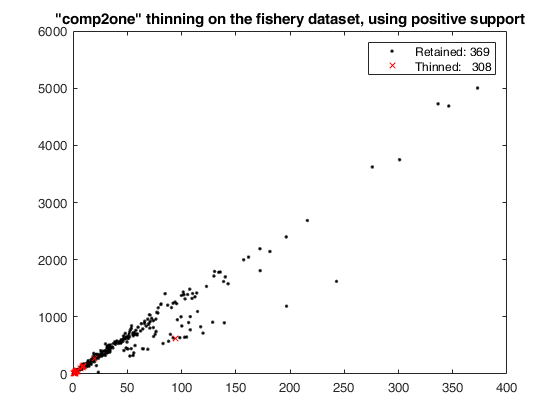 "comp2one" thinning on the fishery dataset, using positive support
6000
5000
4000
3000
2000
1000
0
Retained: 369
Thinned: 308
0 50 100 150 200 250 300 350 400